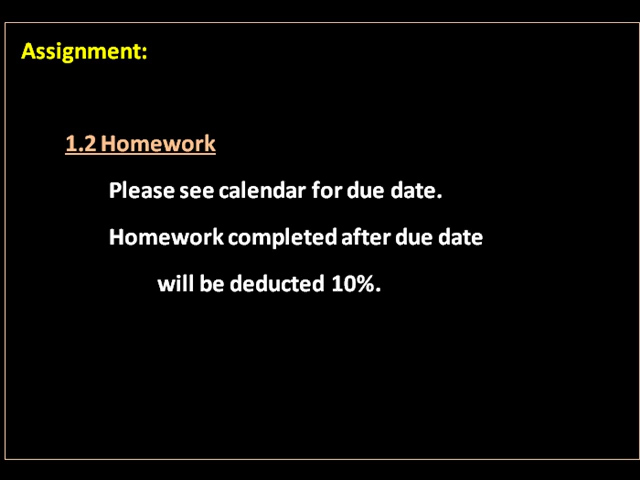 Assignment:
1.2 Homework
Please see calendar for due date.
Homework completed after due date
will be deducted 10%.